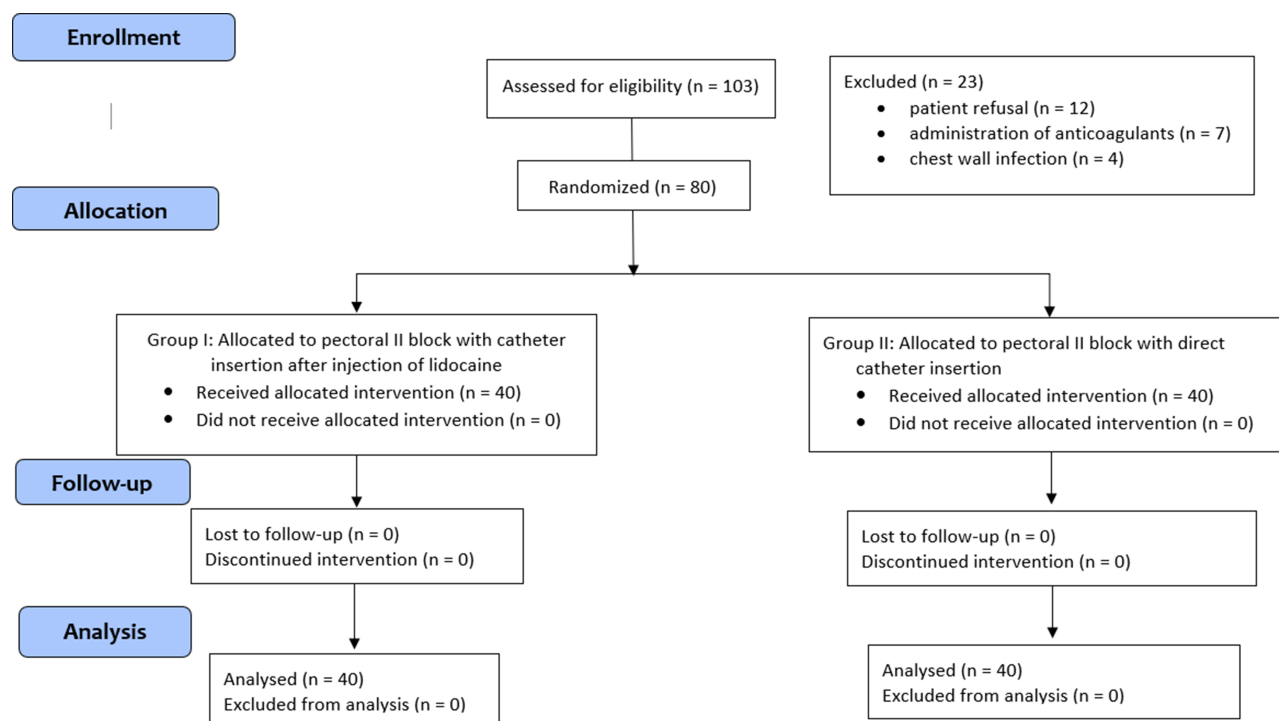 Enrollment
Assessed for eligibility (n = 103)
Excluded (n = 23)
• patient refusal (n = 12)
• administration of anticoagulants (n = 7)
• chest wall infection (n = 4)
Randomized (n = 80)
Allocation
Group I: Allocated to pectoral II block with catheter
insertion after injection of lidocaine
• Received allocated intervention (n = 40)
• Did not receive allocated intervention (n = 0)
Group II: Allocated to pectoral II block with direct
catheter insertion
• Received allocated intervention (n = 40)
• Did not receive allocated intervention (n = 0)
Follow-up
Lost to follow-up (n = 0)
Discontinued intervention (n = 0)
Lost to follow-up (n = 0)
Discontinued intervention (n = 0)
Analysis
Analysed (n = 40)
Excluded from analysis (n = 0)
Analysed (n = 40)
Excluded from analysis (n = 0)